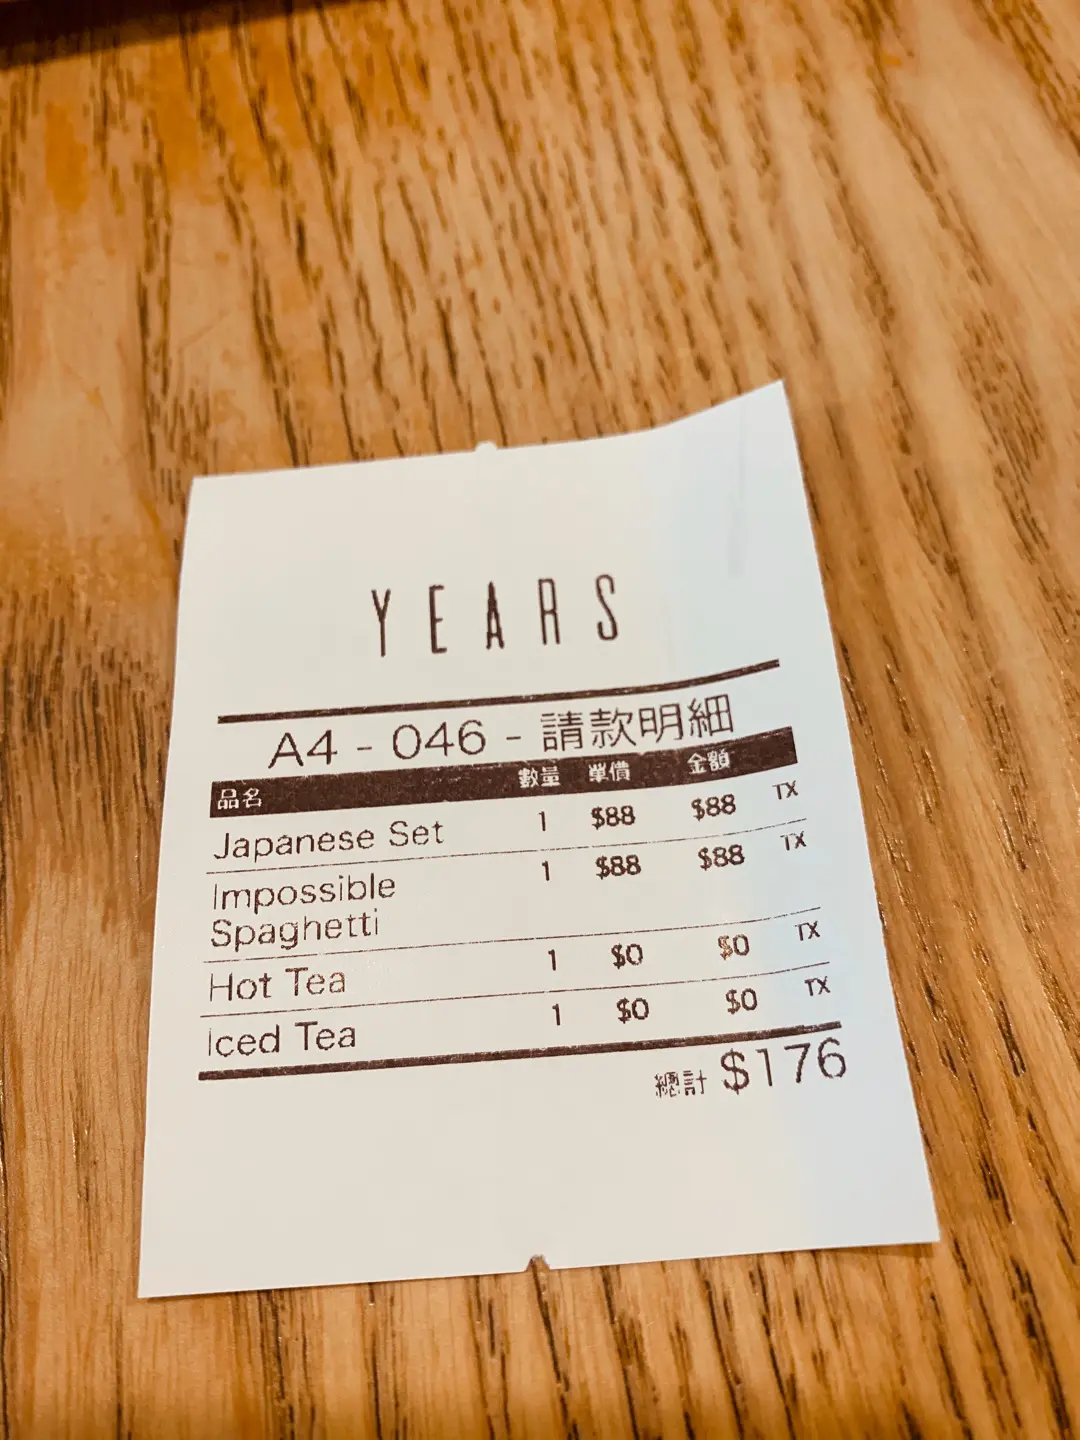 YEARS
A4 - 046 - 請款明細
品名 數量 單價 金額
Japanese Set 1 $88 $88 TX
Impossible 1 $88 $88 TX
Spaghetti
Hot Tea 1 $0 $0 TX
Iced Tea 1 $0 $0 TX
總計 $176